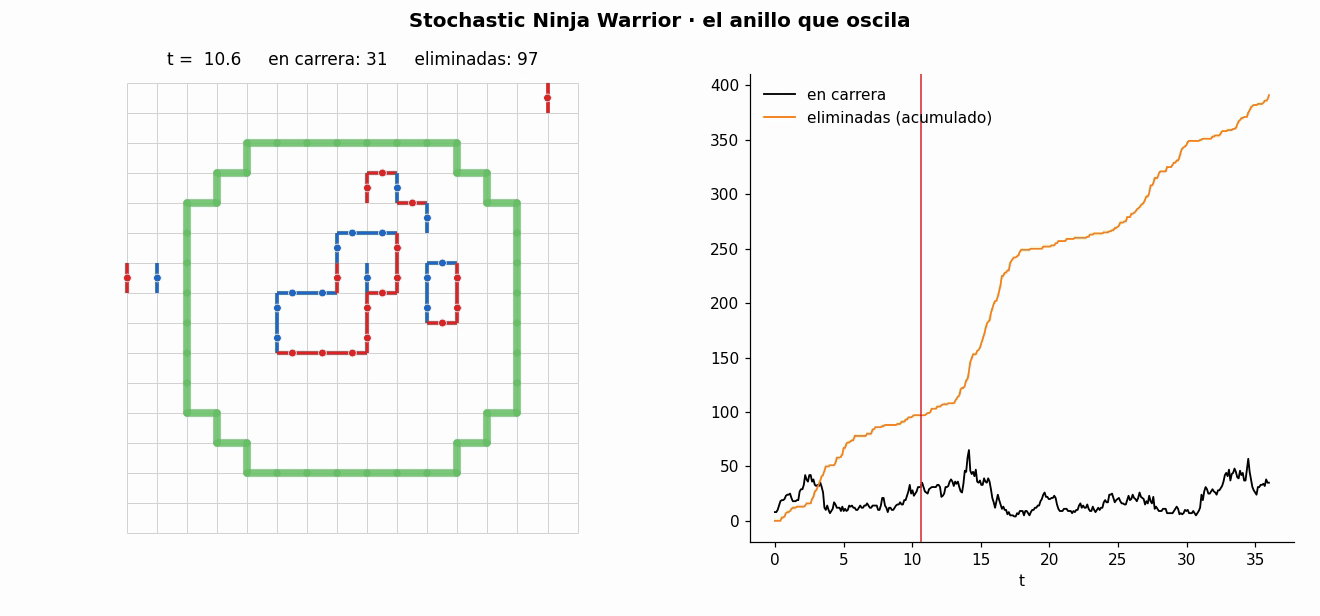 Stochastic Ninja Warrior · el anillo que oscila
t =  10.6     en carrera: 31     eliminadas: 97
en carrera
eliminadas (acumulado)
400
350
300
250
200
150
100
50
0
0 5 10 15 20 25 30 35
t